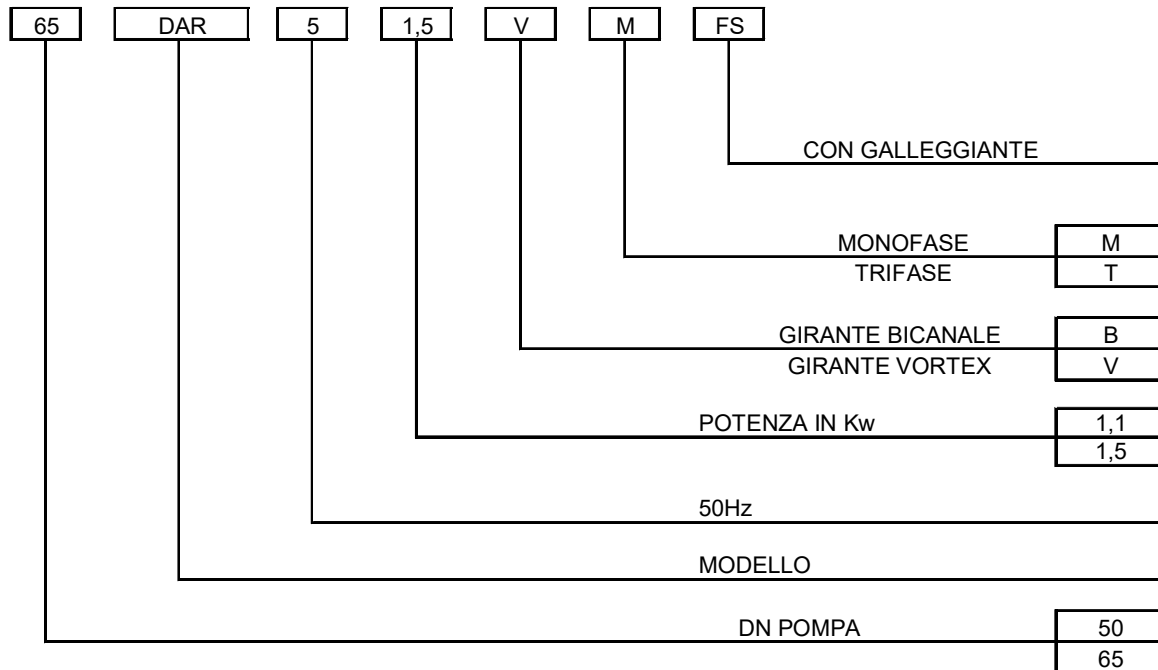 65 DAR 5 1,5 V M FS
CON GALLEGGIANTE
MONOFASE M
TRIFASE T
GIRANTE BICANALE B
GIRANTE VORTEX V
POTENZA IN Kw 1,1
1,5
50Hz
MODELLO
DN POMPA 50
65